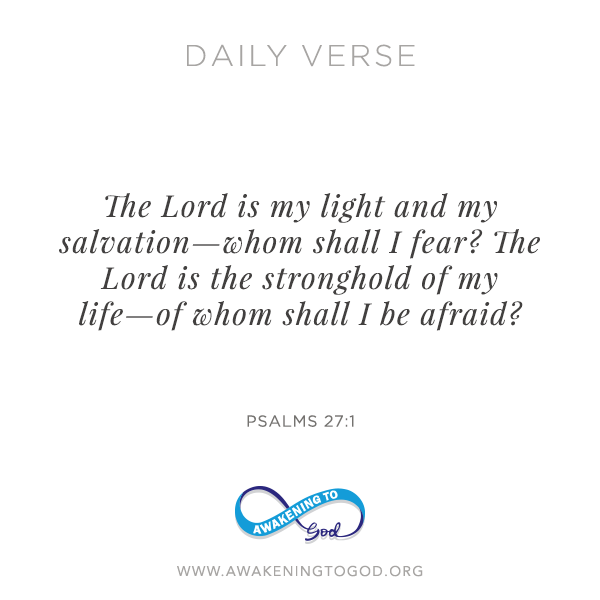 DAILY VERSE
The Lord is my light and my
salvation—whom shall I fear? The
Lord is the stronghold of my
life—of whom shall I be afraid?
PSALMS 27:1
AWAKENING TO
God
WWW.AWAKENINGTOGOD.ORG